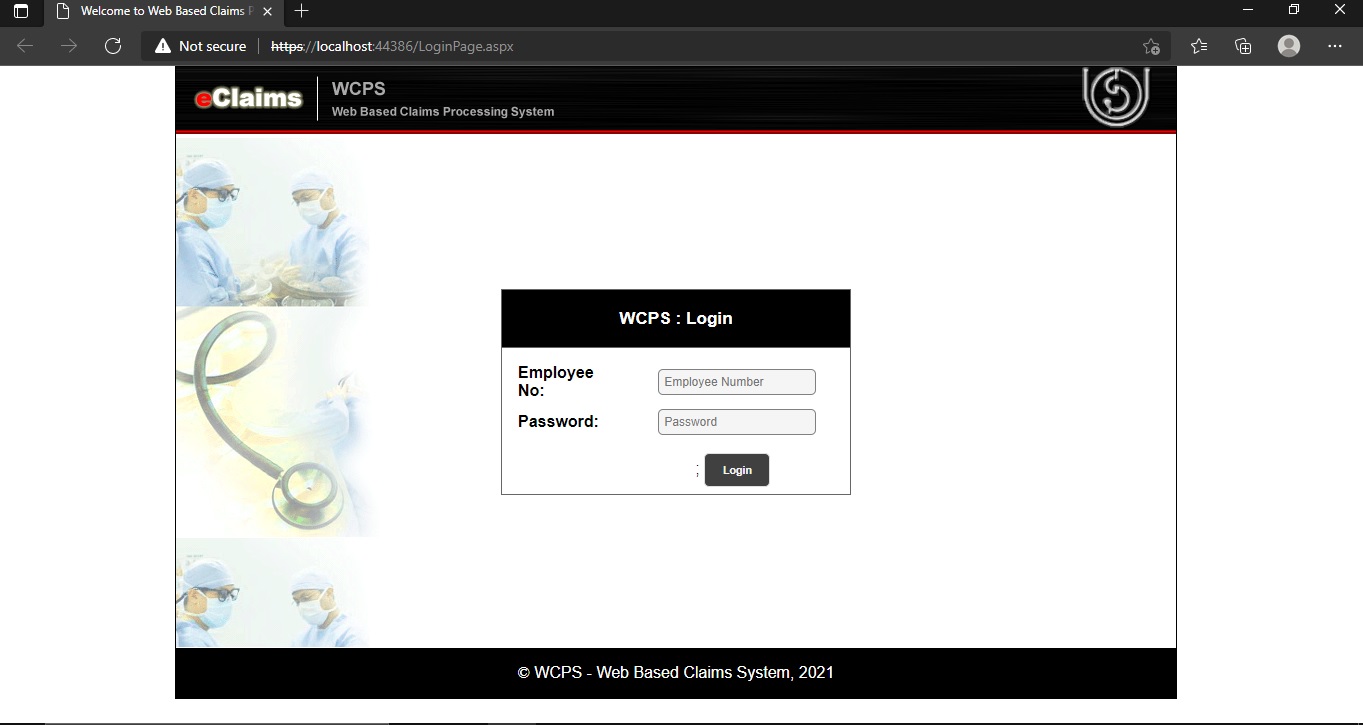 Welcome to Web Based Claims P
Not secure
https://localhost:44386/LoginPage.aspx
eClaims
WCPS
Web Based Claims Processing System
WCPS : Login
Employee
No:
Employee Number
Password:
Password
; Login
© WCPS - Web Based Claims System, 2021